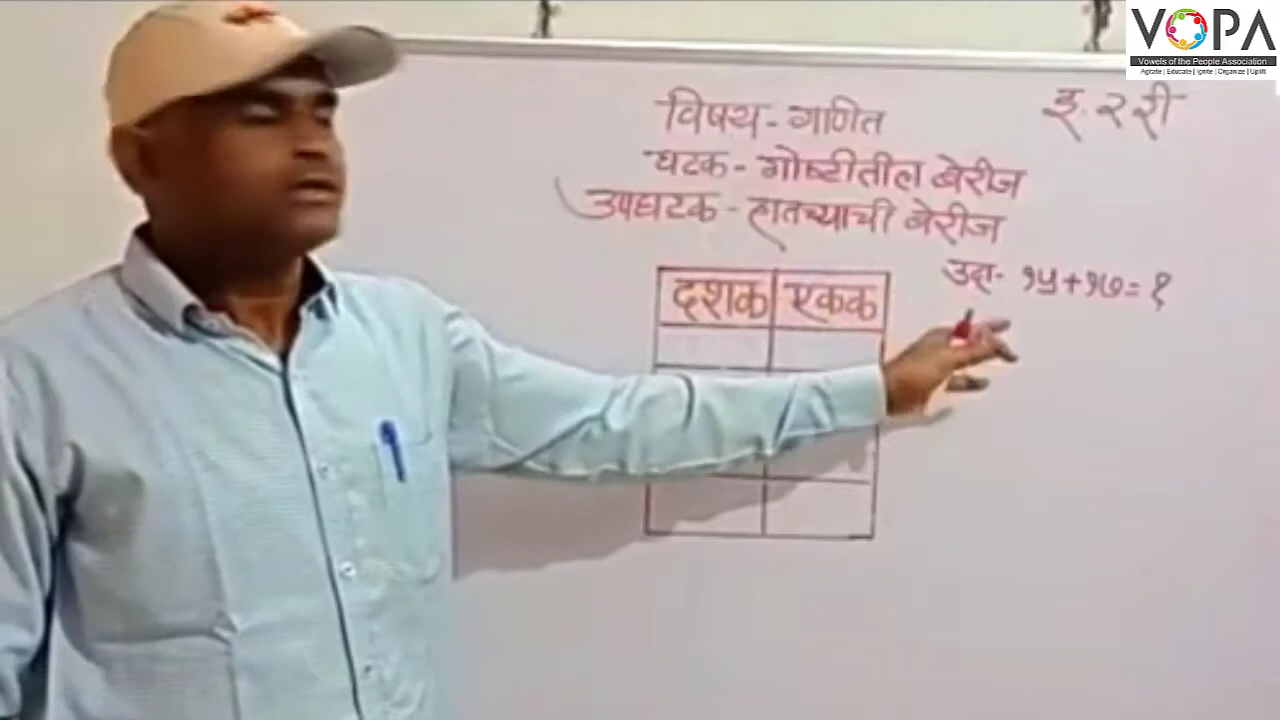 VOPA
Vowels of the People Association
Agitate | Educate | Ignite | Organize | Uplift
इ. २ री
विषय - गणित
घटक - गोष्टीतील बेरीज
उपघटक - हातच्याची बेरीज
उदा- १५+१७= ?
दशक एकक